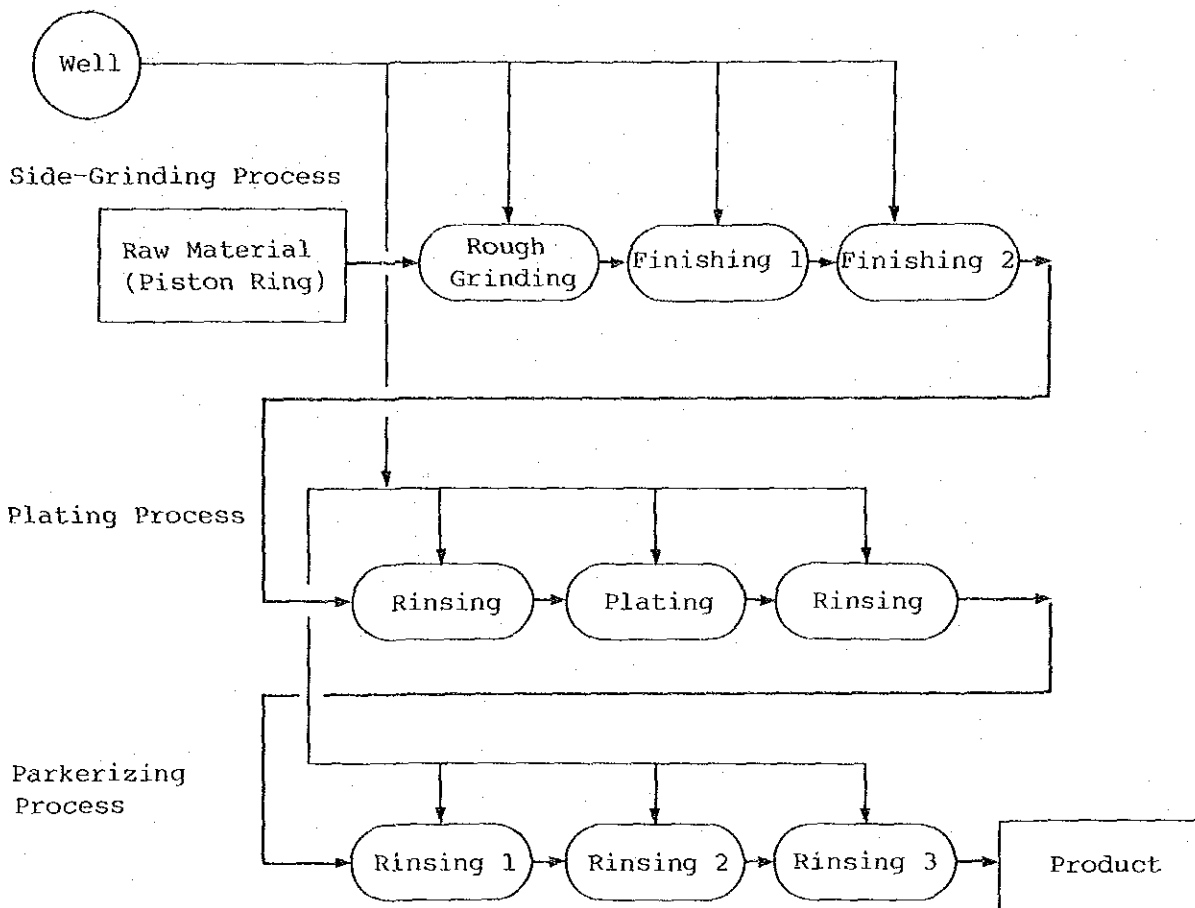 Well
Side-Grinding Process
Raw Material
(Piston Ring)
Rough
Grinding
Finishing 1
Finishing 2
Plating Process
Rinsing
Plating
Rinsing
Parkerizing
Process
Rinsing 1
Rinsing 2
Rinsing 3
Product